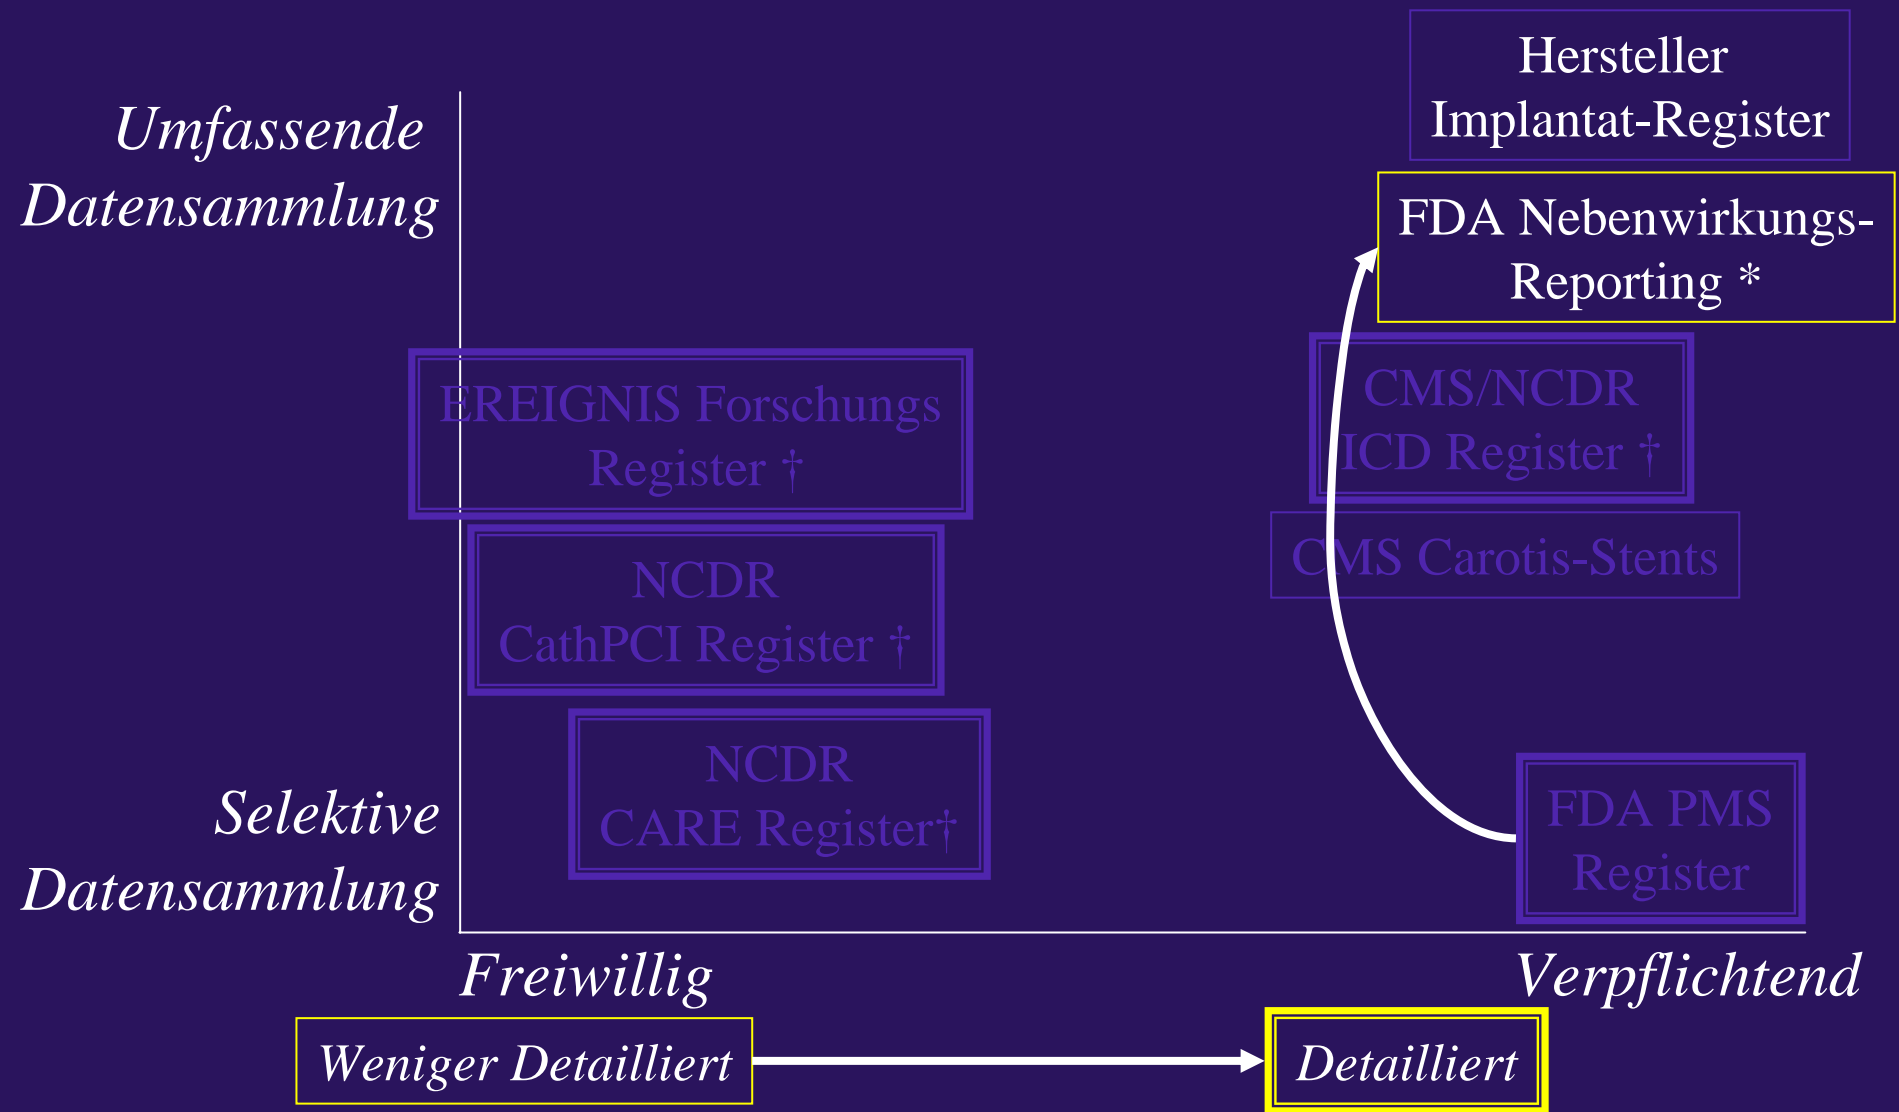 Hersteller
Implantat-Register
Umfassende
Datensammlung
FDA Nebenwirkungs-
Reporting *
EREIGNIS Forschungs
Register †
CMS/NCDR
ICD Register †
CMS Carotis-Stents
NCDR
CathPCI Register †
NCDR
CARE Register†
Selektive
Datensammlung
FDA PMS
Register
Freiwillig
Verpflichtend
Weniger Detailliert
Detailliert